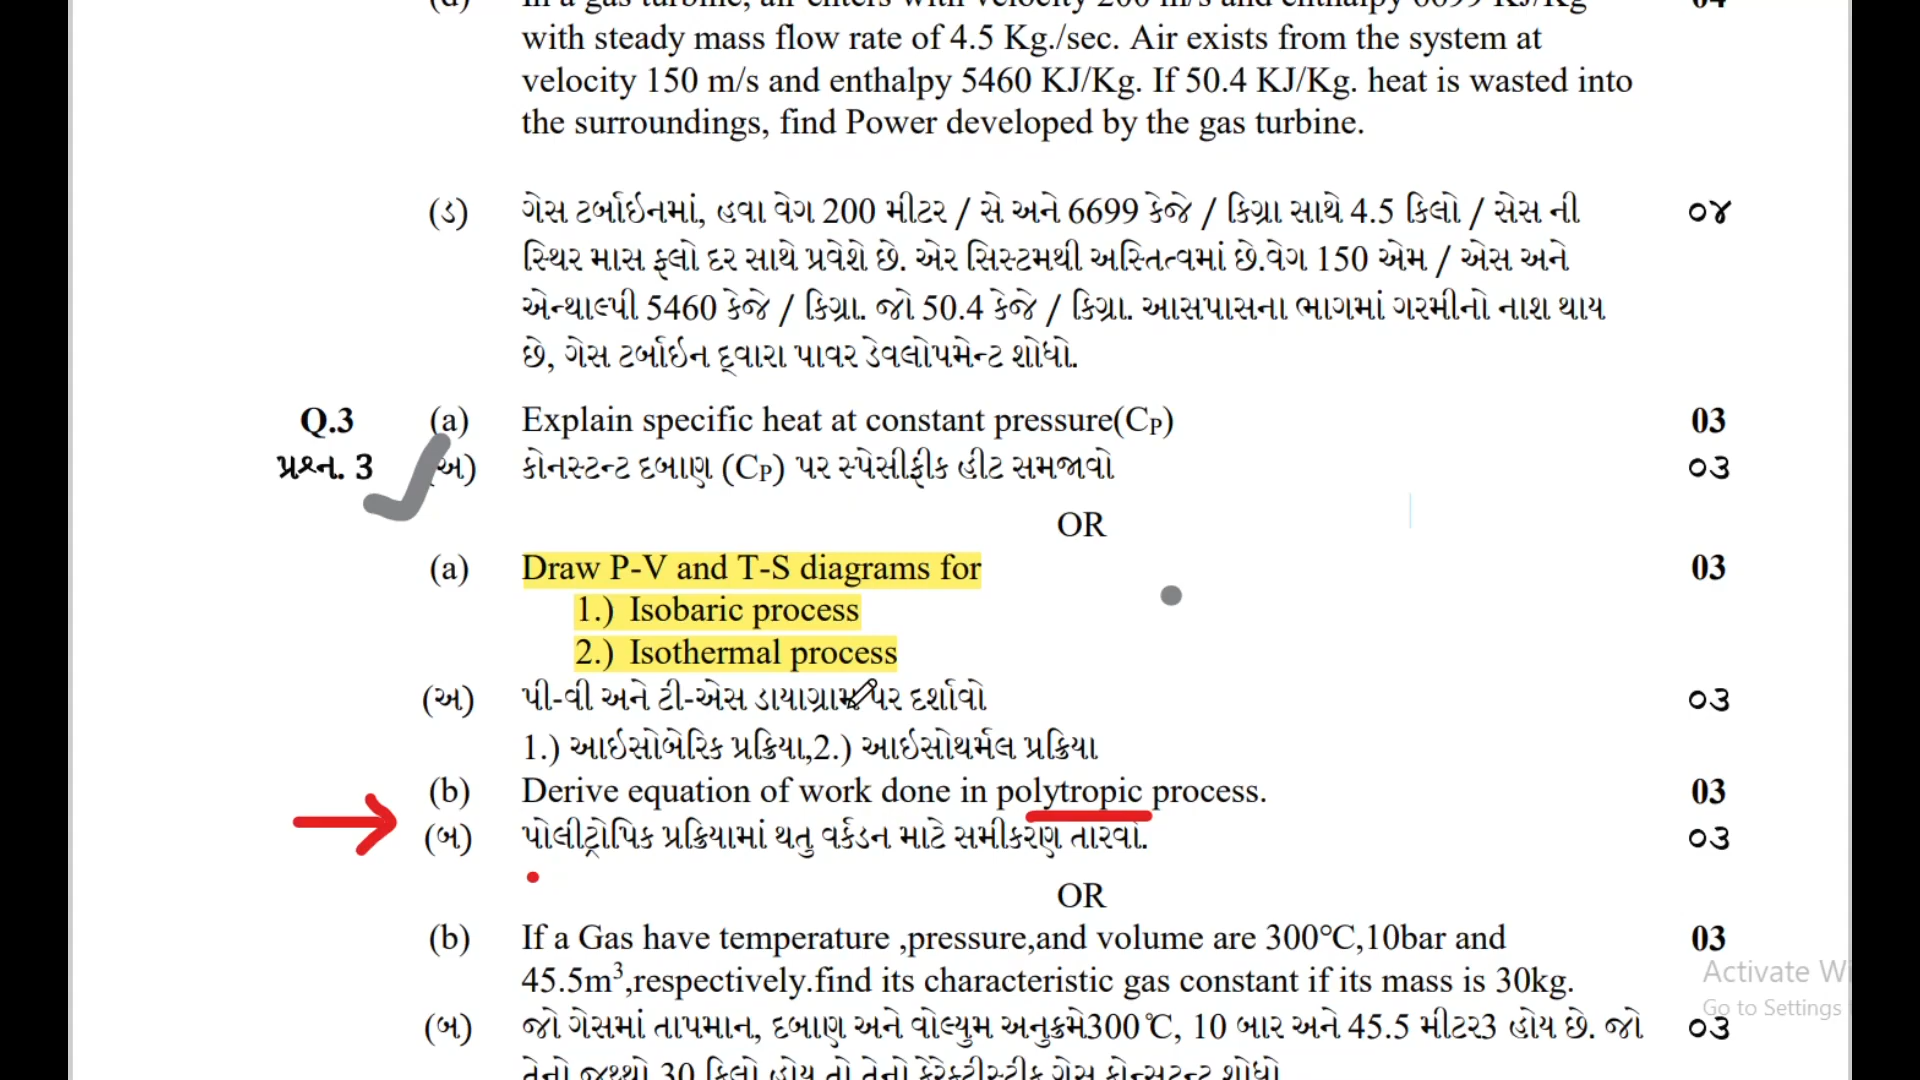 with steady mass flow rate of 4.5 Kg./sec. Air exists from the system at
velocity 150 m/s and enthalpy 5460 KJ/Kg. If 50.4 KJ/Kg. heat is wasted into
the surroundings, find Power developed by the gas turbine.
(ડ) ગેસ ટર્બાઇનમાં, હવા વેગ 200 મીટર / સે અને 6699 કેજે / કિગ્રા સાથે 4.5 કિલો / સેસ ની ૦૪
સ્થિર માસ ફ્લો દર સાથે પ્રવેશે છે. એર સિસ્ટમથી અસ્તિત્વમાં છે.વેગ 150 એમ / એસ અને
એન્થાલ્પી 5460 કેજે / કિગ્રા. જો 50.4 કેજે / કિગ્રા. આસપાસના ભાગમાં ગરમીનો નાશ થાય
છે, ગેસ ટર્બાઇન દ્વારા પાવર ડેવલોપમેન્ટ શોધો.
Q.3 (a) Explain specific heat at constant pressure(CP) 03
પ્રશ્ન. 3 (અ) કોનસ્ટન્ટ દબાણ (CP) પર સ્પેસીફીક હીટ સમજાવો ૦૩
OR
(a) Draw P-V and T-S diagrams for 03
1.) Isobaric process
2.) Isothermal process
(અ) પી-વી અને ટી-એસ ડાયાગ્રામ પર દર્શાવો ૦૩
1.) આઇસોબેરિક પ્રક્રિયા,2.) આઇસોથર્મલ પ્રક્રિયા
(b) Derive equation of work done in polytropic process. 03
(બ) પોલીટ્રોપિક પ્રક્રિયામાં થતુ વર્કડન માટે સમીકરણ તારવો. ૦૩
OR
(b) If a Gas have temperature ,pressure,and volume are 300℃,10bar and 03
45.5m³,respectively.find its characteristic gas constant if its mass is 30kg.
(બ) જો ગેસમાં તાપમાન, દબાણ અને વોલ્યુમ અનુક્રમે300℃, 10 બાર અને 45.5 મીટર3 હોય છે. જો ૦૩
Activate Wi
Go to Settings